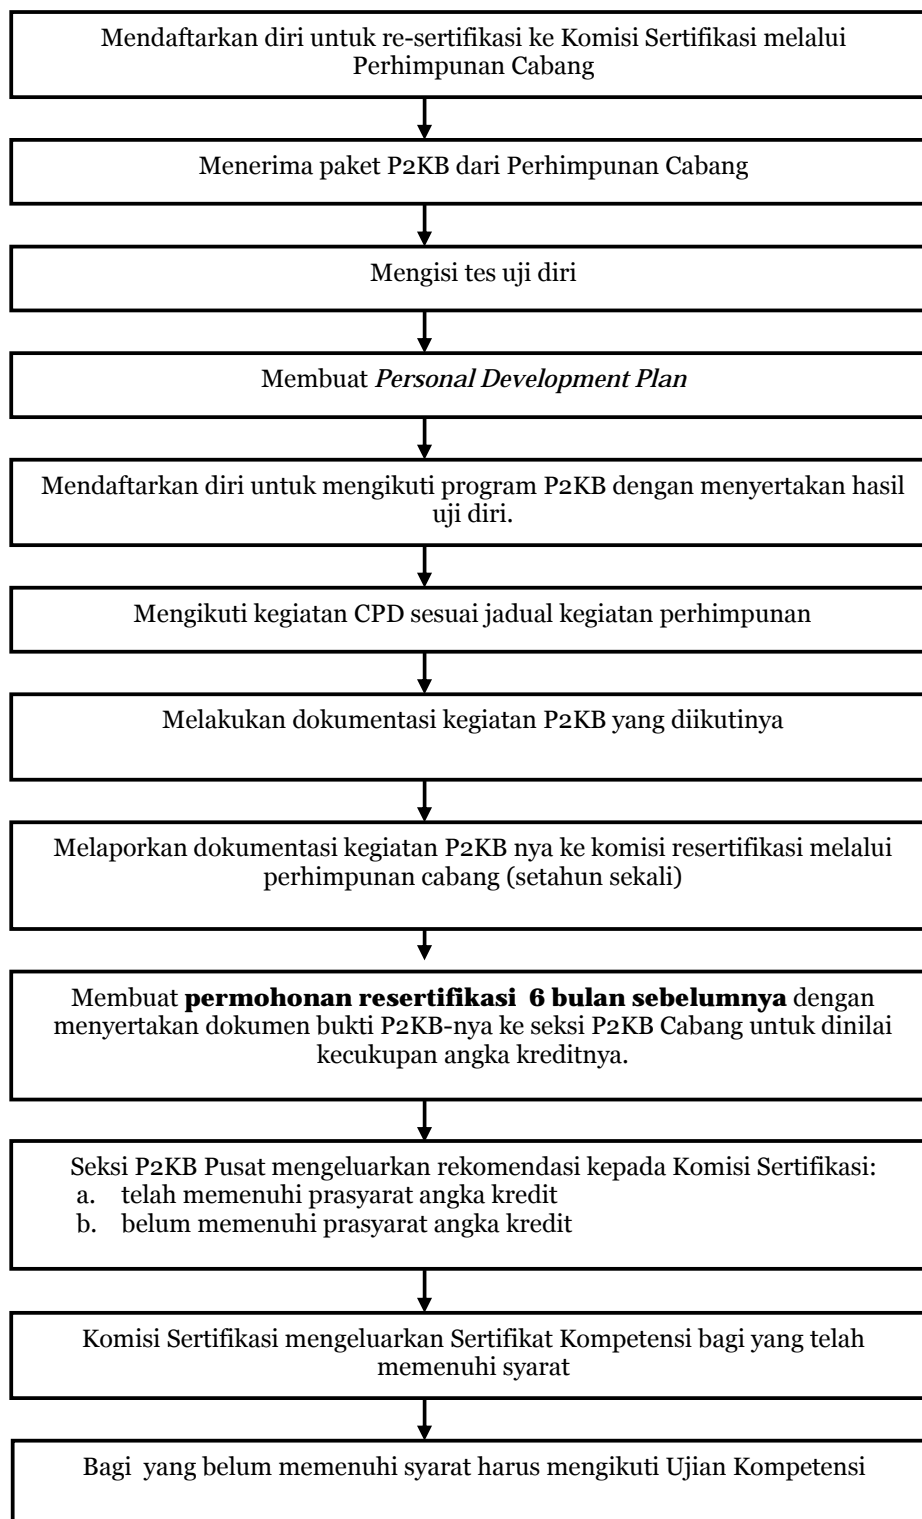 Mendaftarkan diri untuk re-sertifikasi ke Komisi Sertifikasi melalui
Perhimpunan Cabang
Menerima paket P2KB dari Perhimpunan Cabang
Mengisi tes uji diri
Membuat Personal Development Plan
Mendaftarkan diri untuk mengikuti program P2KB dengan menyertakan hasil
uji diri.
Mengikuti kegiatan CPD sesuai jadual kegiatan perhimpunan
Melakukan dokumentasi kegiatan P2KB yang diikutinya
Melaporkan dokumentasi kegiatan P2KB nya ke komisi resertifikasi melalui
perhimpunan cabang (setahun sekali)
Membuat permohonan resertifikasi 6 bulan sebelumnya dengan
menyertakan dokumen bukti P2KB-nya ke seksi P2KB Cabang untuk dinilai
kecukupan angka kreditnya.
Seksi P2KB Pusat mengeluarkan rekomendasi kepada Komisi Sertifikasi:
a. telah memenuhi prasyarat angka kredit
b. belum memenuhi prasyarat angka kredit
Komisi Sertifikasi mengeluarkan Sertifikat Kompetensi bagi yang telah
memenuhi syarat
Bagi yang belum memenuhi syarat harus mengikuti Ujian Kompetensi